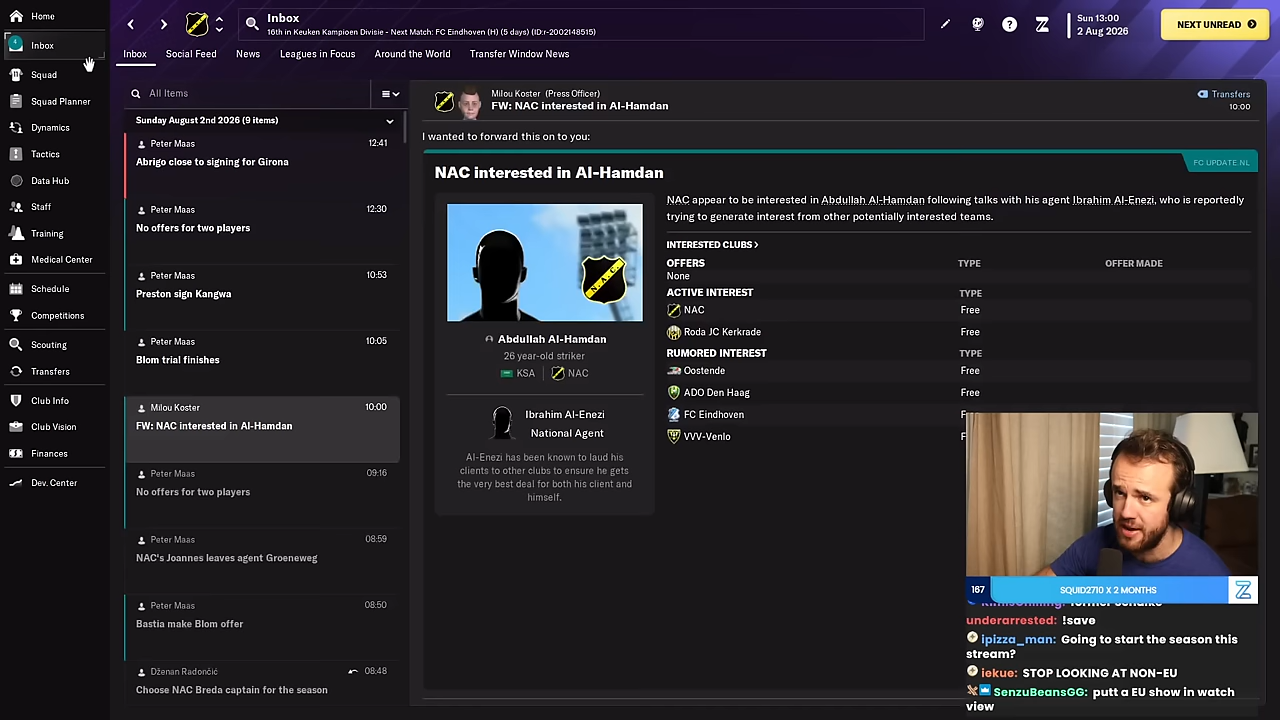 Home
Inbox
Squad
Squad Planner
Dynamics
Tactics
Data Hub
Staff
Training
Medical Center
Schedule
Competitions
Scouting
Transfers
Club Info
Club Vision
Finances
Dev. Center
Inbox
16th in Keuken Kampioen Divisie - Next Match: FC Eindhoven (H) (5 days) (ID:r-2002148515)
Sun 13:00
2 Aug 2026
NEXT UNREAD
Inbox
Social Feed
News
Leagues in Focus
Around the World
Transfer Window News
All Items
Sunday August 2nd 2026 (9 items)
Peter Maas 12:41
Abrigo close to signing for Girona
Peter Maas 12:30
No offers for two players
Peter Maas 10:53
Preston sign Kangwa
Peter Maas 10:05
Blom trial finishes
Milou Koster 10:00
FW: NAC interested in Al-Hamdan
Peter Maas 09:16
No offers for two players
Peter Maas 08:59
NAC's Joannes leaves agent Groeneweg
Peter Maas 08:50
Bastia make Blom offer
Dženan Radončić 08:48
Choose NAC Breda captain for the season
Milou Koster (Press Officer)
FW: NAC interested in Al-Hamdan
Transfers
10:00
I wanted to forward this on to you:
FC UPDATE.NL
NAC interested in Al-Hamdan
N.A.C.
Abdullah Al-Hamdan
26 year-old striker
KSA
NAC
Ibrahim Al-Enezi
National Agent
Al-Enezi has been known to laud his
clients to other clubs to ensure he gets
the very best deal for both his client and
himself.
NAC appear to be interested in Abdullah Al-Hamdan following talks with his agent Ibrahim Al-Enezi, who is reportedly
trying to generate interest from other potentially interested teams.
INTERESTED CLUBS >
OFFERS TYPE OFFER MADE
None
ACTIVE INTEREST TYPE
NAC Free
Roda JC Kerkrade Free
RUMORED INTEREST TYPE
Oostende Free
ADO Den Haag Free
FC Eindhoven
VVV-Venlo
167
SQUID2710 X 2 MONTHS
underarrested: !save
ipizza_man: Going to start the season this
stream?
iekue: STOP LOOKING AT NON-EU
SenzuBeansGG: putt a EU show in watch
view